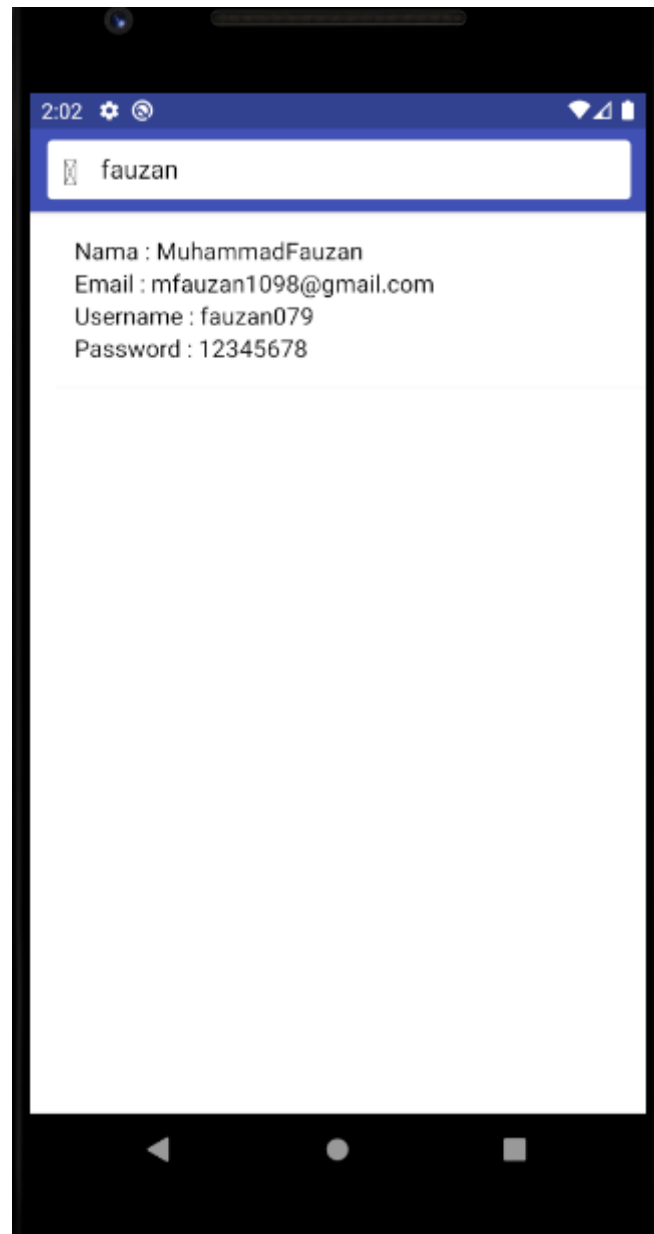 2:02
fauzan
Nama : MuhammadFauzan
Email : mfauzan1098@gmail.com
Username : fauzan079
Password : 12345678